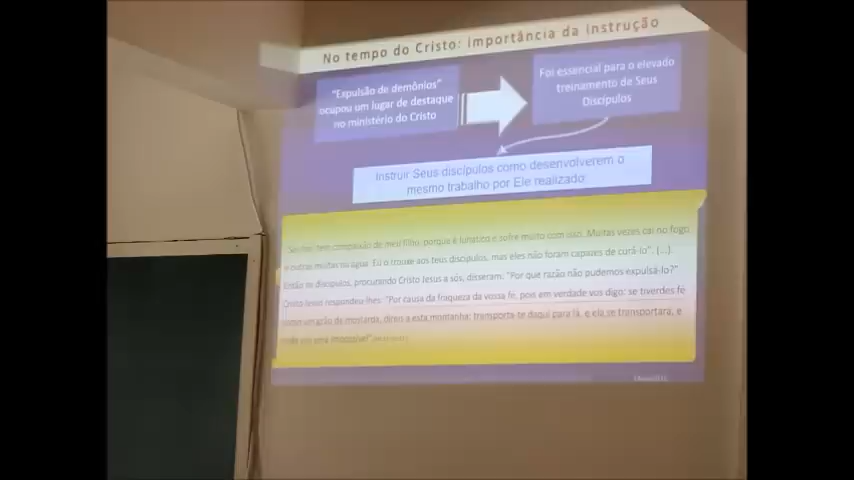 No tempo do Cristo: importância da instrução
"Expulsão de demônios"
ocupou um lugar de destaque
no ministério do Cristo
Foi essencial para o elevado
treinamento de Seus
Discípulos
Instruir Seus discípulos como desenvolverem o
mesmo trabalho por Ele realizado
Senhor, tem compaixão de meu filho, porque é lunático e sofre muito com isso. Muitas vezes cai no fogo
e outras muitas na água. Eu o trouxe aos teus discípulos, mas eles não foram capazes de curá-lo". (...)
Então os discípulos, procurando Cristo Jesus a sós, disseram: "Por que razão não pudemos expulsá-lo?"
Cristo Jesus respondeu-lhes: "Por causa da fraqueza da vossa fé, pois em verdade vos digo: se tiverdes fé
como um grão de mostarda, direis a esta montanha: transporta-te daqui para lá, e ela se transportará, e
nada vos será impossível"